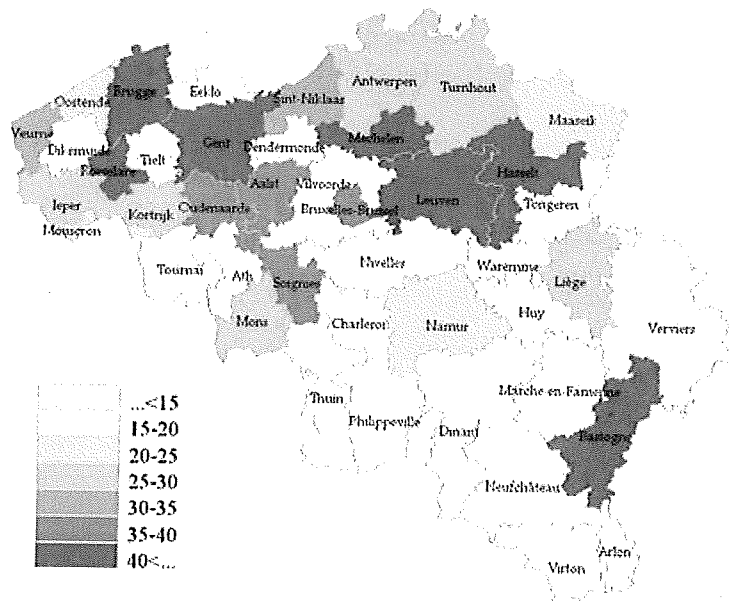 Oostende
Brugge
Eeklo
Sint-Niklaas
Antwerpen
Turnhout
Maaseik
Veurne
Diksmuide
Roeselare
Tielt
Gent
Dendermonde
Mechelen
Hasselt
Ieper
Kortrijk
Oudenaarde
Aalst
Vilvoorde
Bruxelles-Brussel
Leuven
Tongeren
Mouscron
Tournai
Ath
Soignies
Nivelles
Waremme
Liège
Mons
Charleroi
Namur
Huy
Verviers
Thuin
Philippeville
Dinant
Marche-en-Famenne
Bastogne
Neufchâteau
Virton
Arlon
...<15
15-20
20-25
25-30
30-35
35-40
40<...